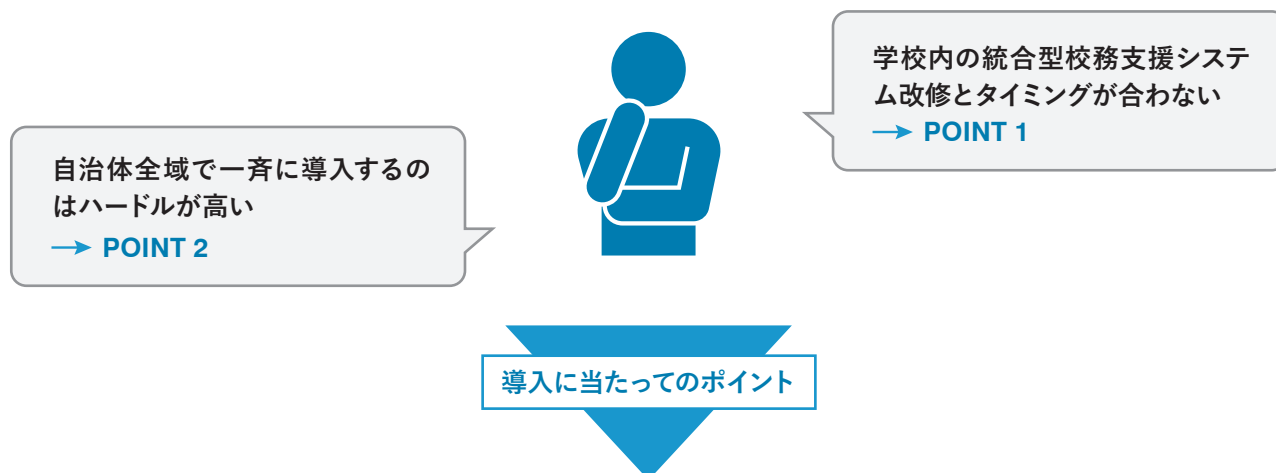 学校内の統合型校務支援システ
ム改修とタイミングが合わない
→ POINT 1
自治体全域で一斉に導入するの
はハードルが高い
→ POINT 2
導入に当たってのポイント